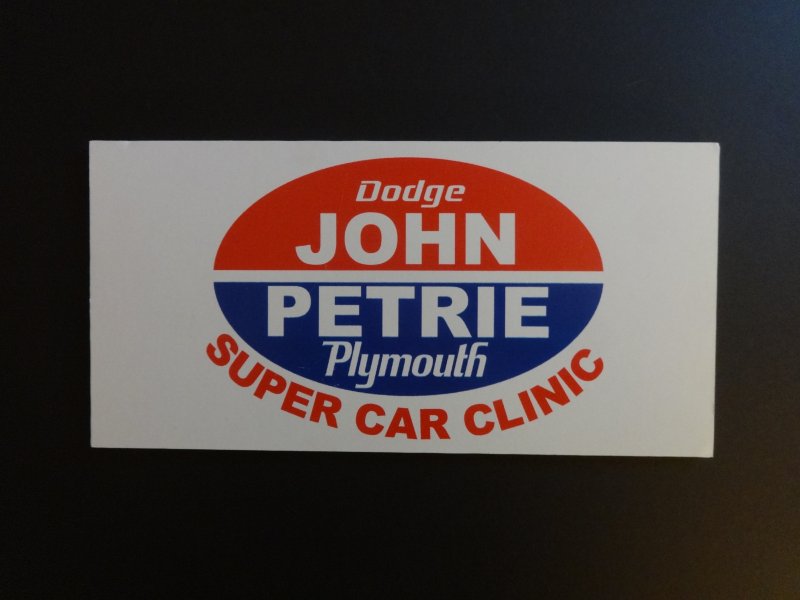 Dodge
JOHN
PETRIE
Plymouth
SUPER CAR CLINIC